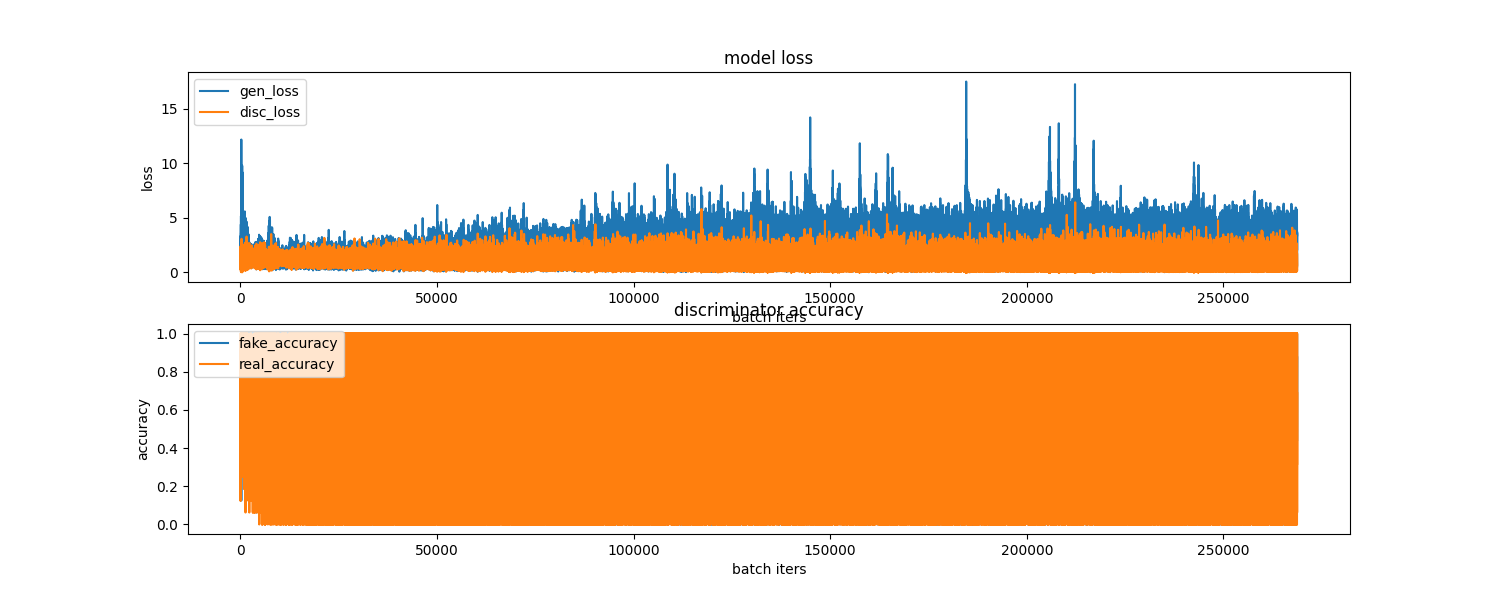 model loss
gen_loss
disc_loss
15
10
5
0
loss
0 50000 100000 150000 200000 250000
batch iters
discriminator accuracy
fake_accuracy
real_accuracy
1.0
0.8
0.6
0.4
0.2
0.0
accuracy
0 50000 100000 150000 200000 250000
batch iters